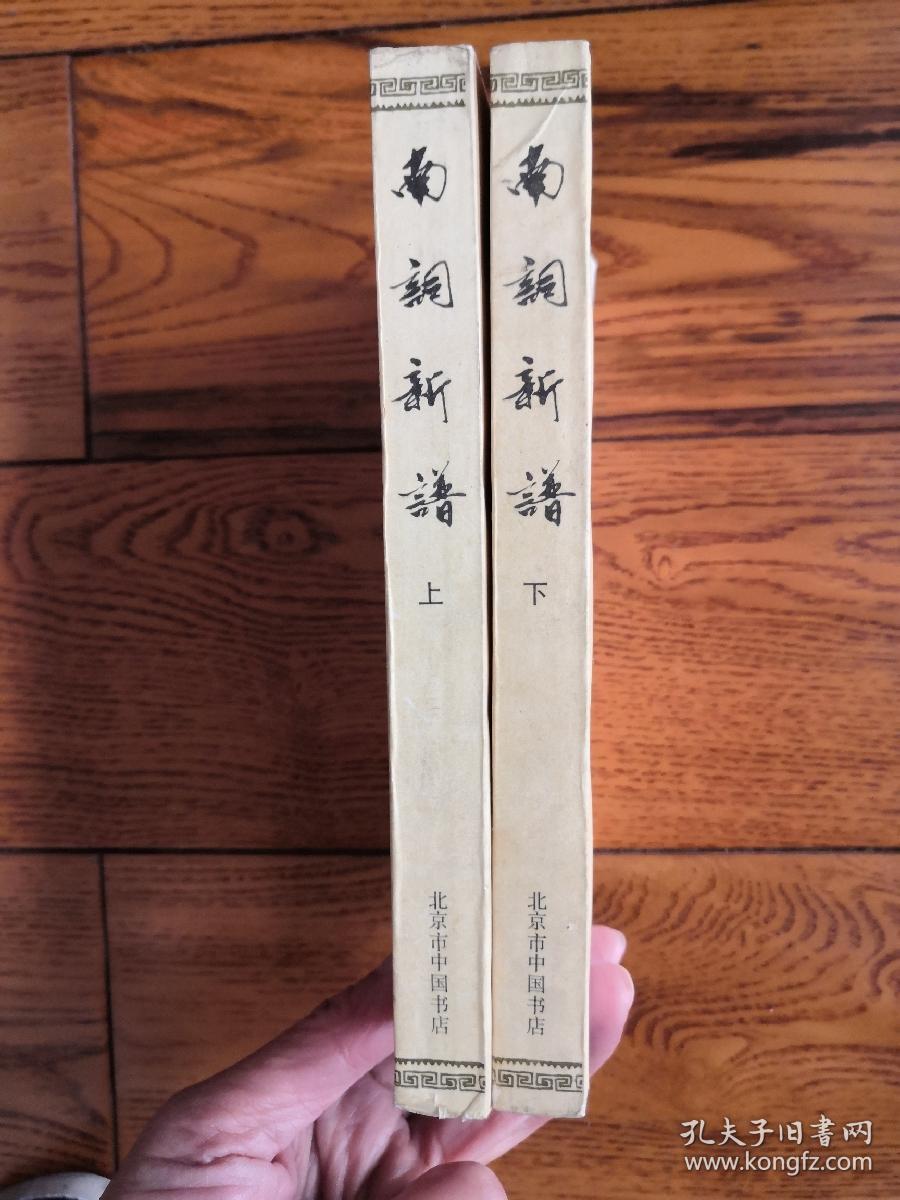 南詞新譜
上
北京市中国书店
南詞新譜
下
北京市中国书店
孔夫子旧书网
www.kongfz.com